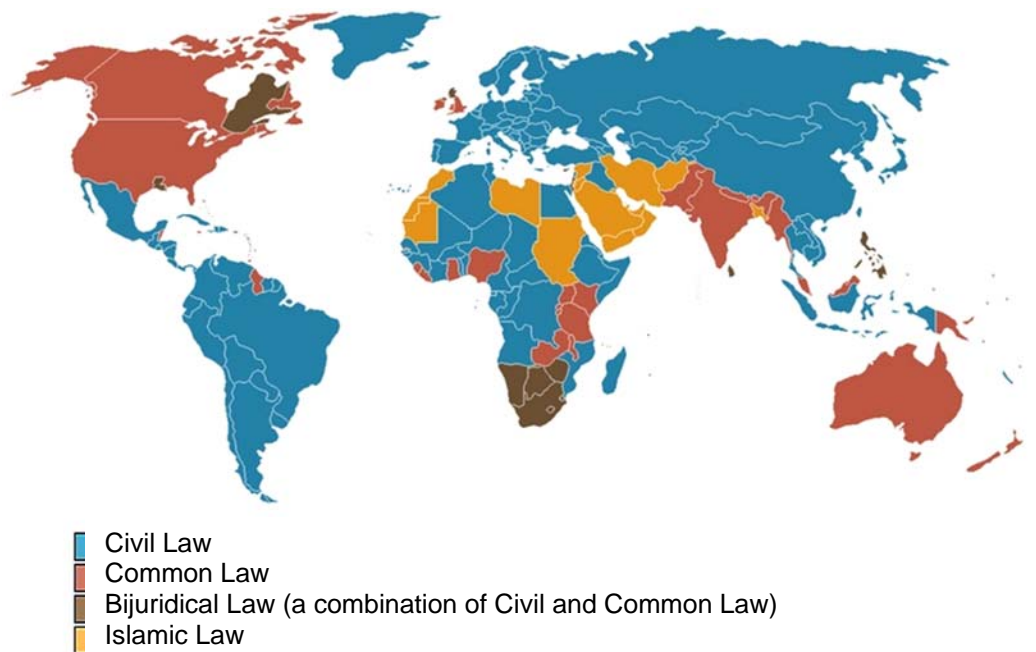 Civil Law
Common Law
Bijuridical Law (a combination of Civil and Common Law)
Islamic Law